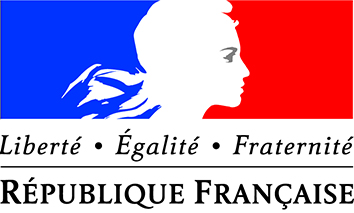 Liberté • Égalité • Fraternité
RÉPUBLIQUE FRANÇAISE